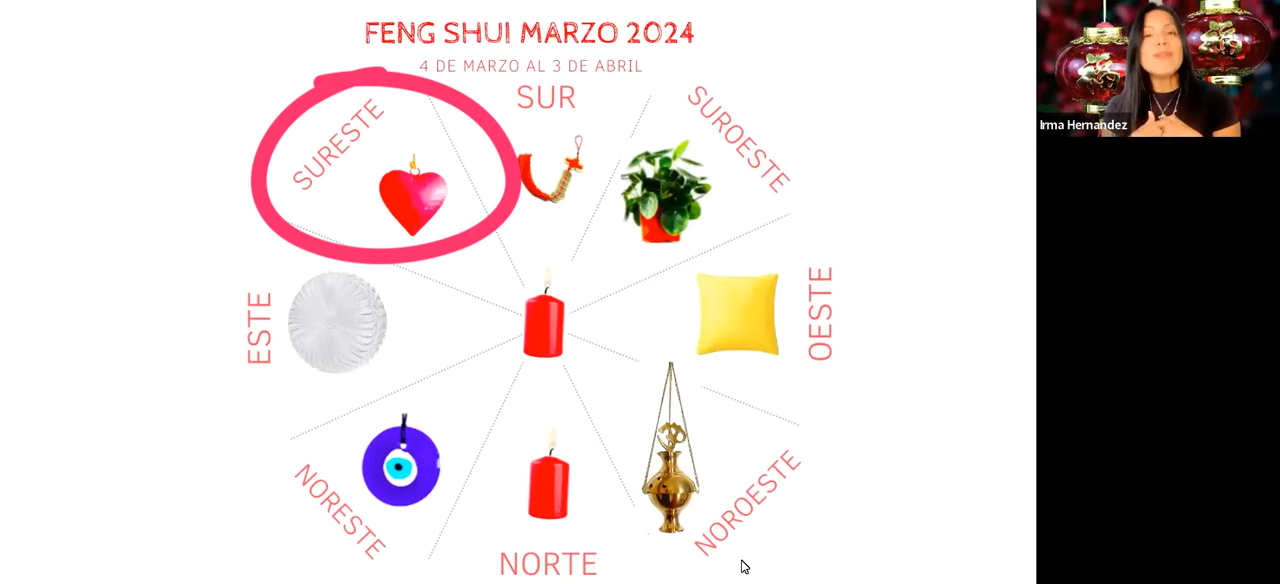 FENG SHUI MARZO 2024
4 DE MARZO AL 3 DE ABRIL
SURESTE
SUR
SUROESTE
ESTE
OESTE
NORESTE
NORTE
NOROESTE
Irma Hernandez